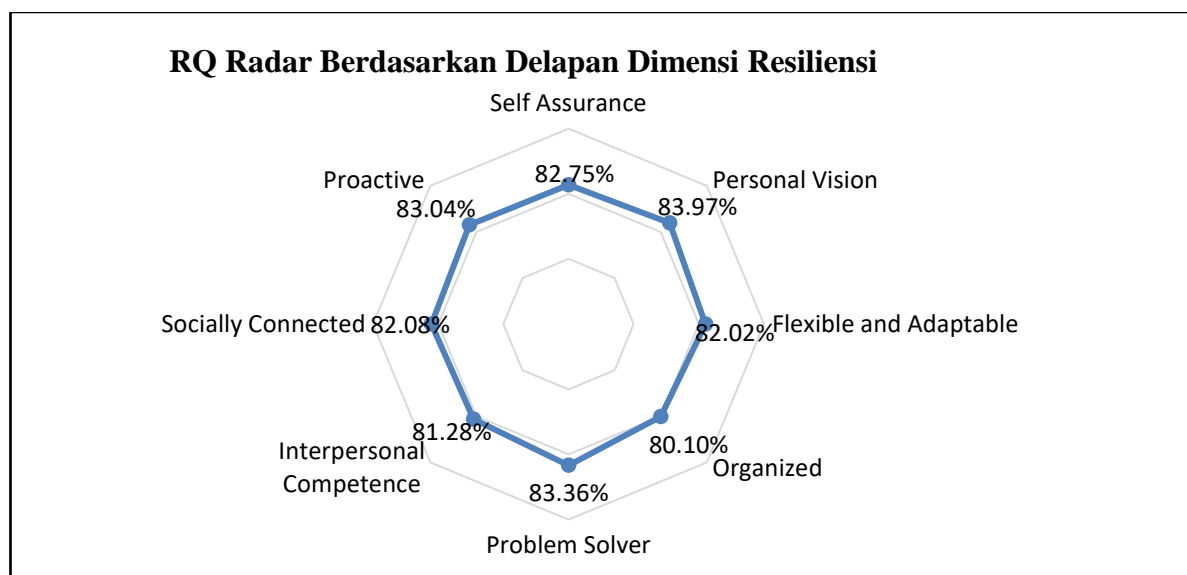 RQ Radar Berdasarkan Delapan Dimensi Resiliensi
Self Assurance
82.75%
Personal Vision
83.97%
Flexible and Adaptable
82.02%
Organized
80.10%
Problem Solver
83.36%
Interpersonal
Competence
81.28%
Socially Connected
82.08%
Proactive
83.04%